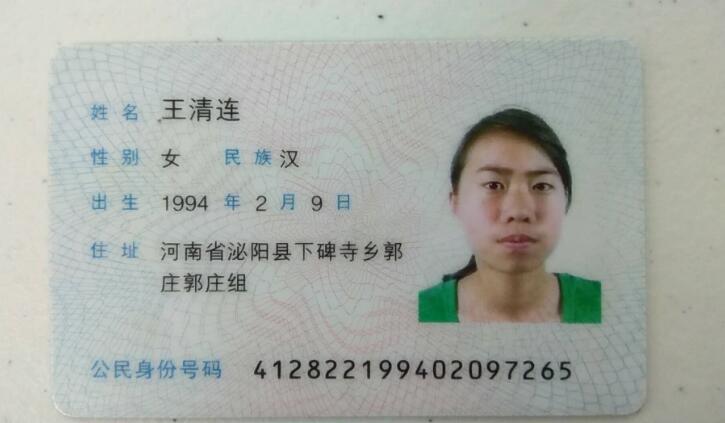 姓名 王清连
性别 女 民族 汉
出生 1994 年 2 月 9 日
住址 河南省泌阳县下碑寺乡郭
庄郭庄组
公民身份号码 412822199402097265